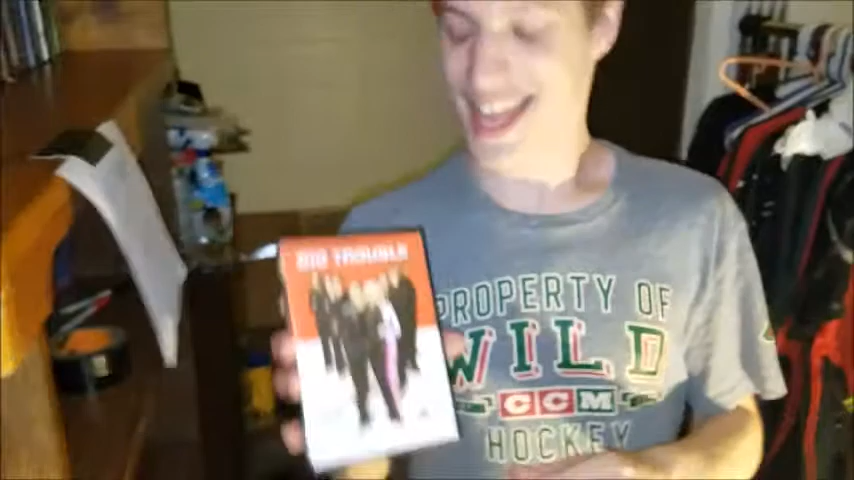 BIG TROUBLE
PROPERTY OF
WILD
CCM
HOCKEY